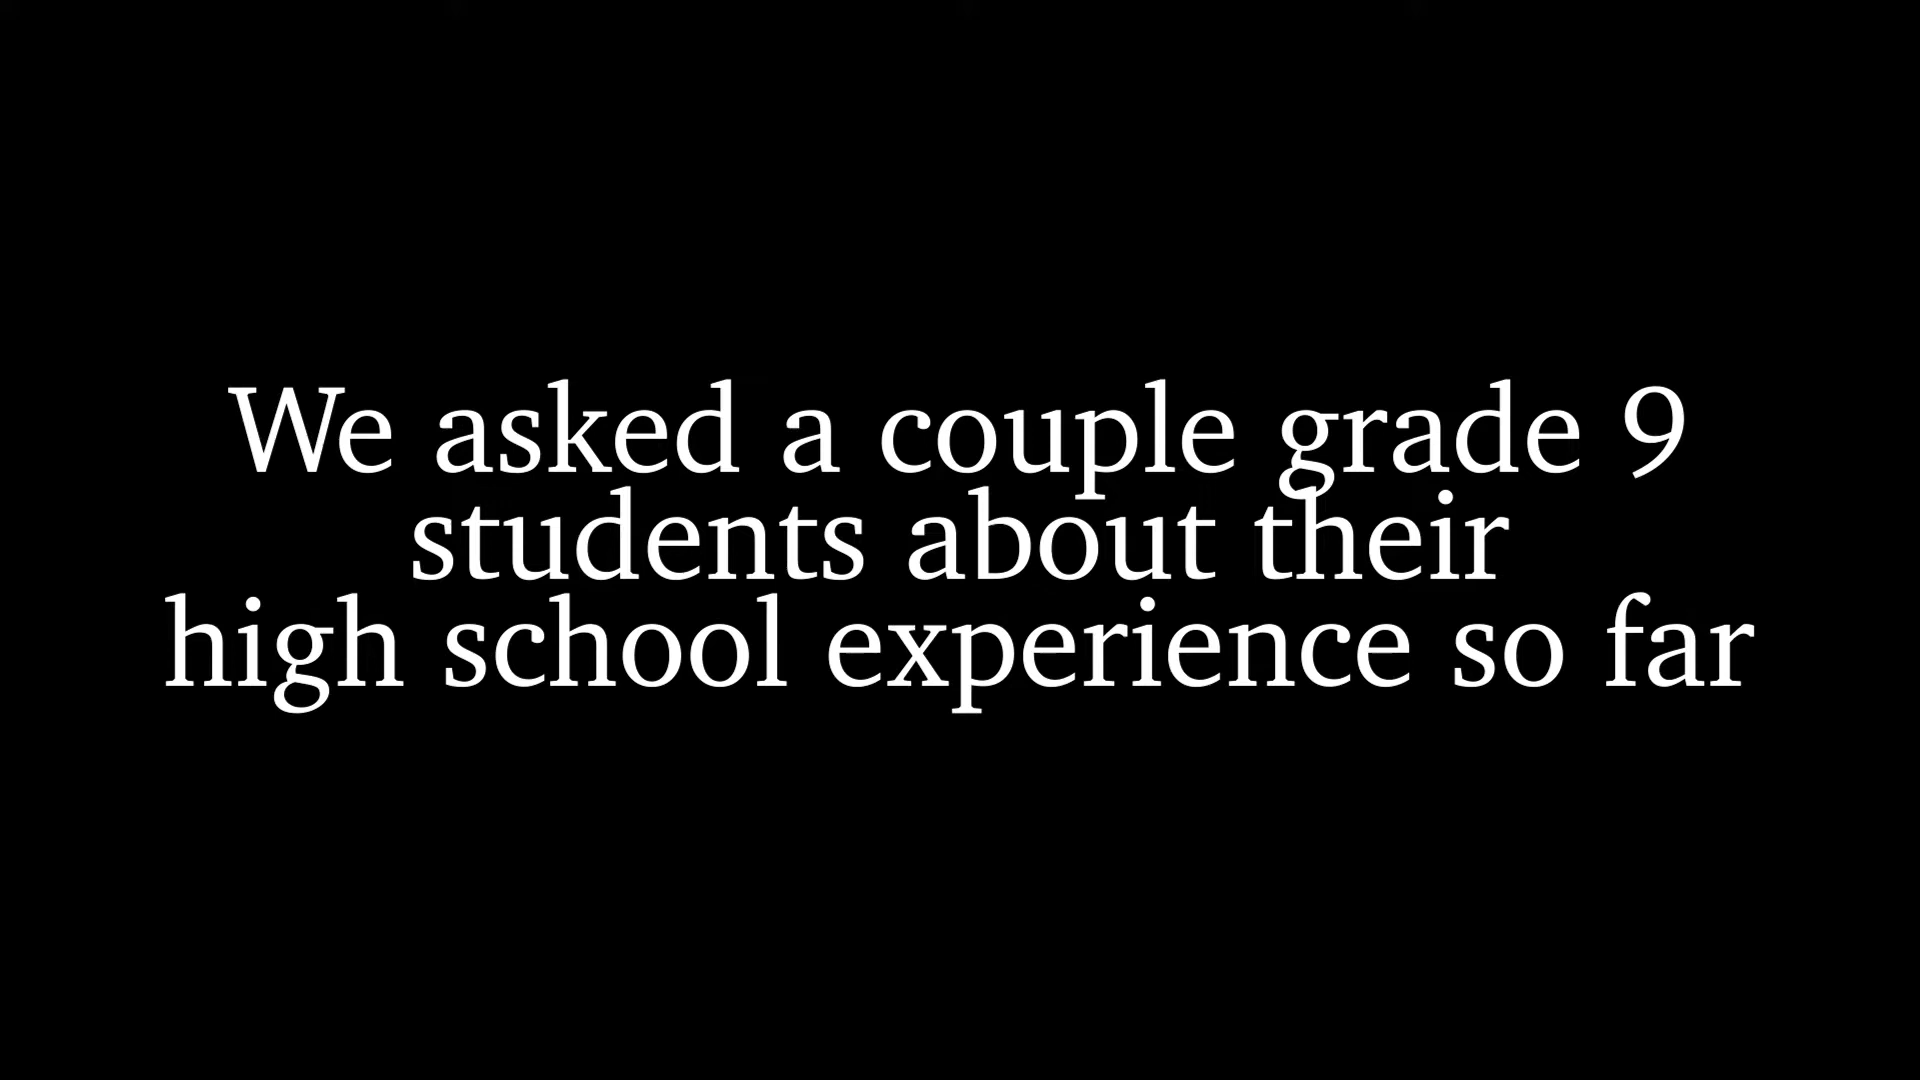 We asked a couple grade 9
students about their
high school experience so far